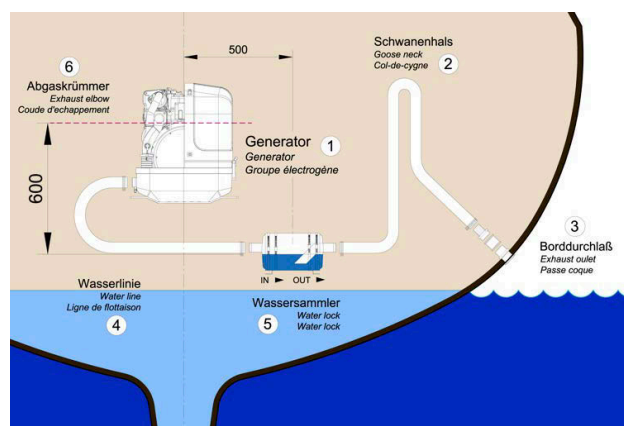 500
6
Abgaskrümmer
Exhaust elbow
Coude d'echappement
Schwanenhals
Goose neck
Col-de-cygne
2
Generator
Generator
Groupe électrogène
1
600
3
Borddurchlaß
Exhaust oulet
Passe coque
IN OUT
Wasserlinie
Water line
Ligne de flottaison
4
Wassersammler
Water lock
Water lock
5